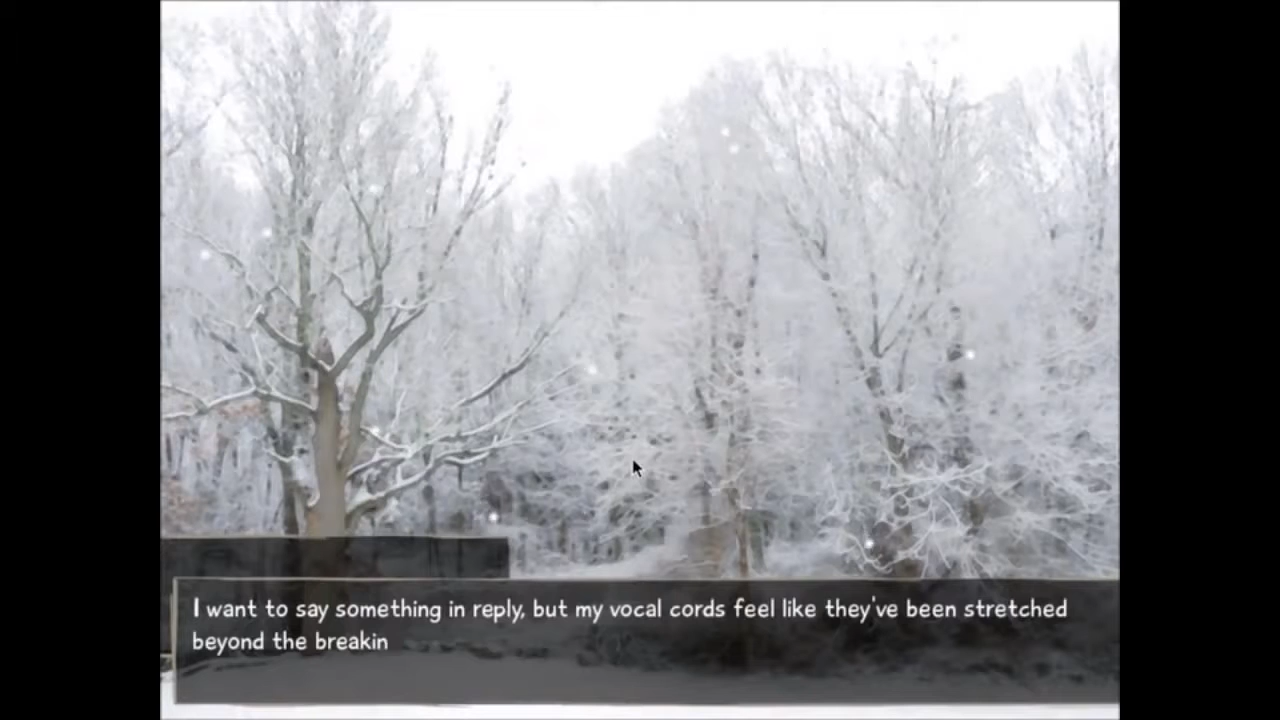 I want to say something in reply, but my vocal cords feel like they've been stretched
beyond the breakin